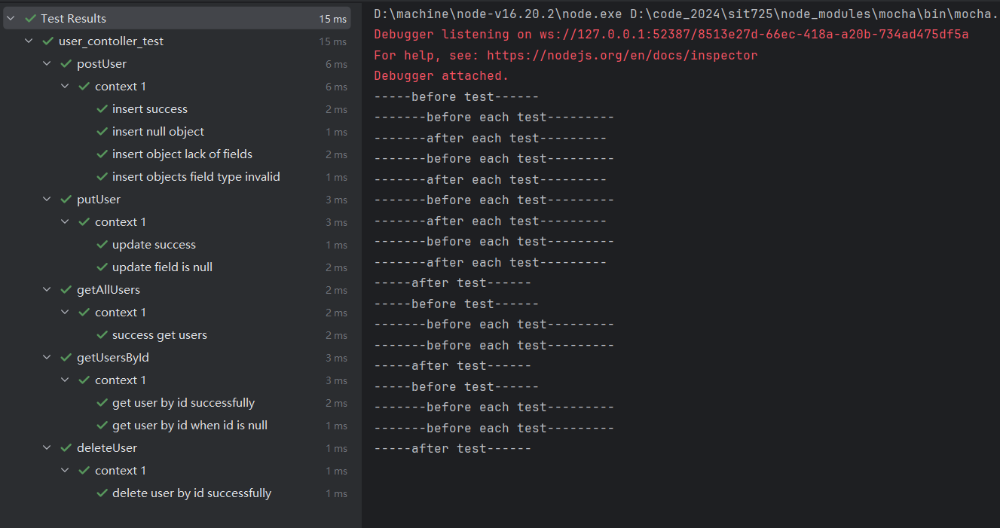 Test Results 15 ms
user_contoller_test 15 ms
postUser 6 ms
context 1 6 ms
insert success 2 ms
insert null object 1 ms
insert object lack of fields 2 ms
insert objects field type invalid 1 ms
putUser 3 ms
context 1 3 ms
update success 1 ms
update field is null 2 ms
getAllUsers 2 ms
context 1 2 ms
success get users 2 ms
getUsersById 3 ms
context 1 3 ms
get user by id successfully 2 ms
get user by id when id is null 1 ms
deleteUser 1 ms
context 1 1 ms
delete user by id successfully 1 ms
D:\machine\node-v16.20.2\node.exe D:\code_2024\sit725\node_modules\mocha\bin\mocha.
Debugger listening on ws://127.0.0.1:52387/8513e27d-66ec-418a-a20b-734ad475df5a
For help, see: https://nodejs.org/en/docs/inspector
Debugger attached.
-----before test------
-------before each test---------
-------after each test---------
-------before each test---------
-------after each test---------
-------before each test---------
-------after each test---------
-------before each test---------
-------after each test---------
-----after test------
-----before test------
-------before each test---------
-------before each test---------
-----after test------
-----before test------
-------before each test---------
-------before each test---------
-----after test------